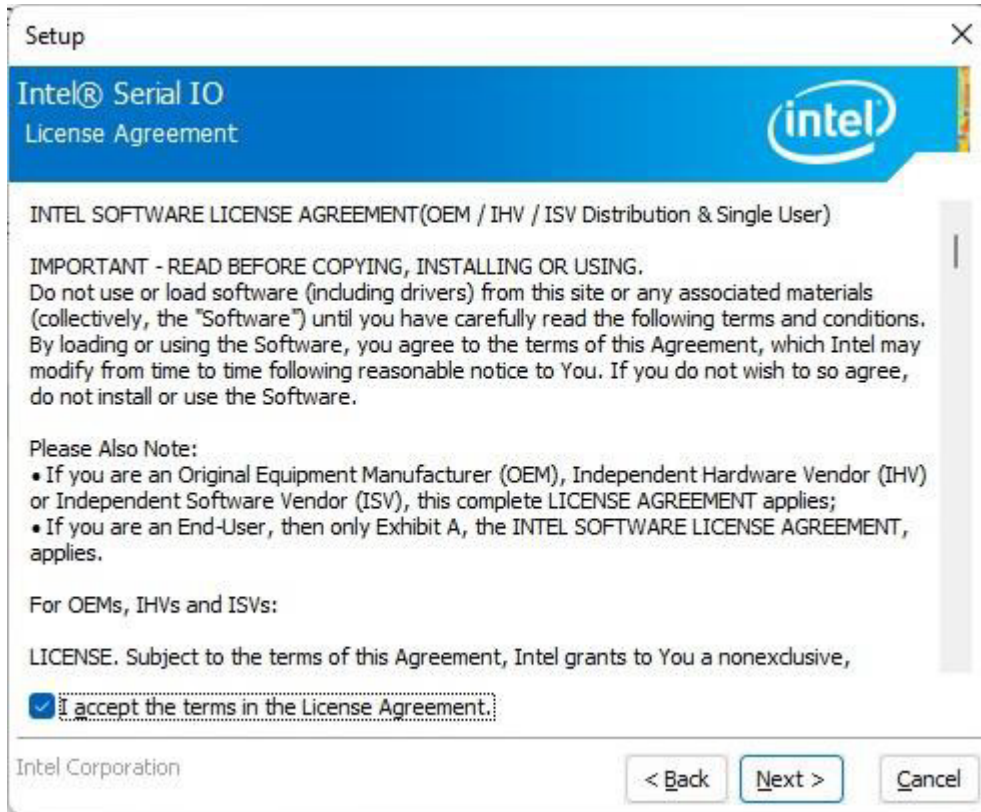 Setup
Intel® Serial IO
License Agreement
intel
INTEL SOFTWARE LICENSE AGREEMENT(OEM / IHV / ISV Distribution & Single User)
IMPORTANT - READ BEFORE COPYING, INSTALLING OR USING.
Do not use or load software (including drivers) from this site or any associated materials
(collectively, the "Software") until you have carefully read the following terms and conditions.
By loading or using the Software, you agree to the terms of this Agreement, which Intel may
modify from time to time following reasonable notice to You. If you do not wish to so agree,
do not install or use the Software.
Please Also Note:
• If you are an Original Equipment Manufacturer (OEM), Independent Hardware Vendor (IHV)
or Independent Software Vendor (ISV), this complete LICENSE AGREEMENT applies;
• If you are an End-User, then only Exhibit A, the INTEL SOFTWARE LICENSE AGREEMENT,
applies.
For OEMs, IHVs and ISVs:
LICENSE. Subject to the terms of this Agreement, Intel grants to You a nonexclusive,
I accept the terms in the License Agreement.
Intel Corporation
< Back Next > Cancel